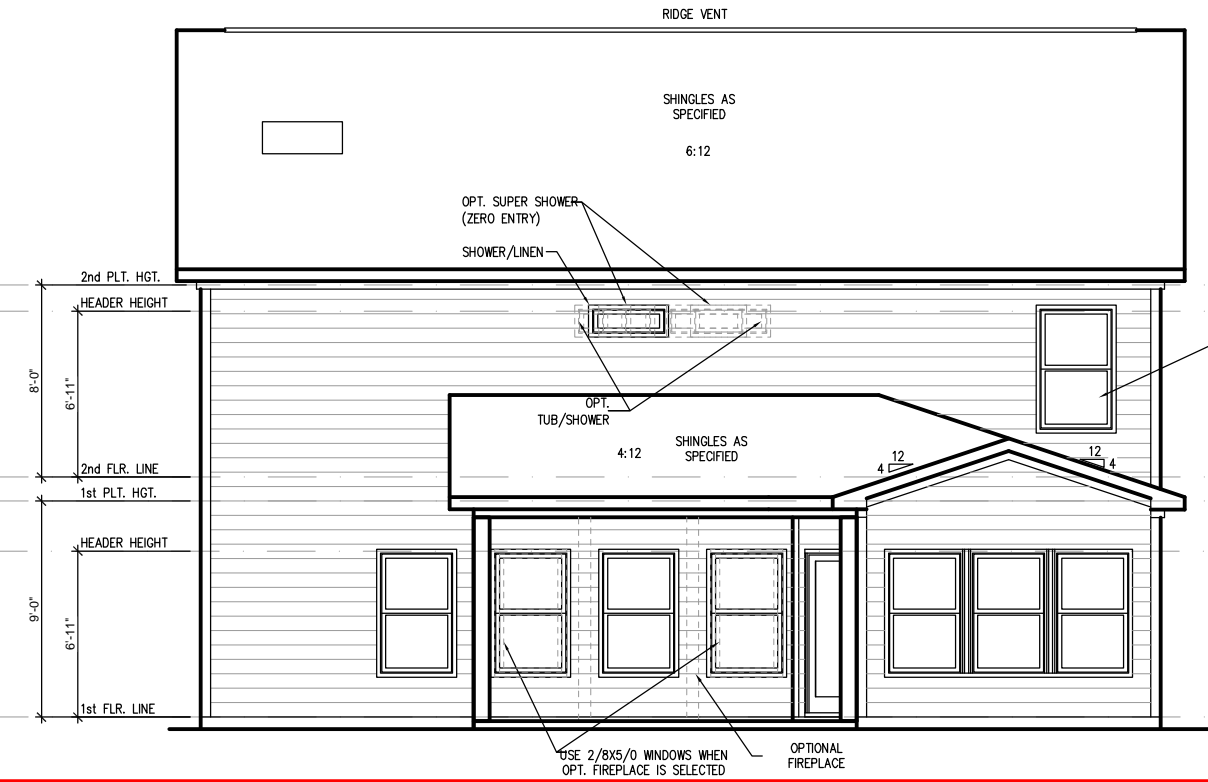 RIDGE VENT
SHINGLES AS
SPECIFIED
6:12
OPT. SUPER SHOWER
(ZERO ENTRY)
SHOWER/LINEN
2nd PLT. HGT.
HEADER HEIGHT
8'-0"
6'-11"
OPT.
TUB/SHOWER
SHINGLES AS
SPECIFIED
4:12
12
4
12
4
2nd FLR. LINE
1st PLT. HGT.
HEADER HEIGHT
9'-0"
6'-11"
1st FLR. LINE
USE 2/8X5/0 WINDOWS WHEN
OPT. FIREPLACE IS SELECTED
OPTIONAL
FIREPLACE